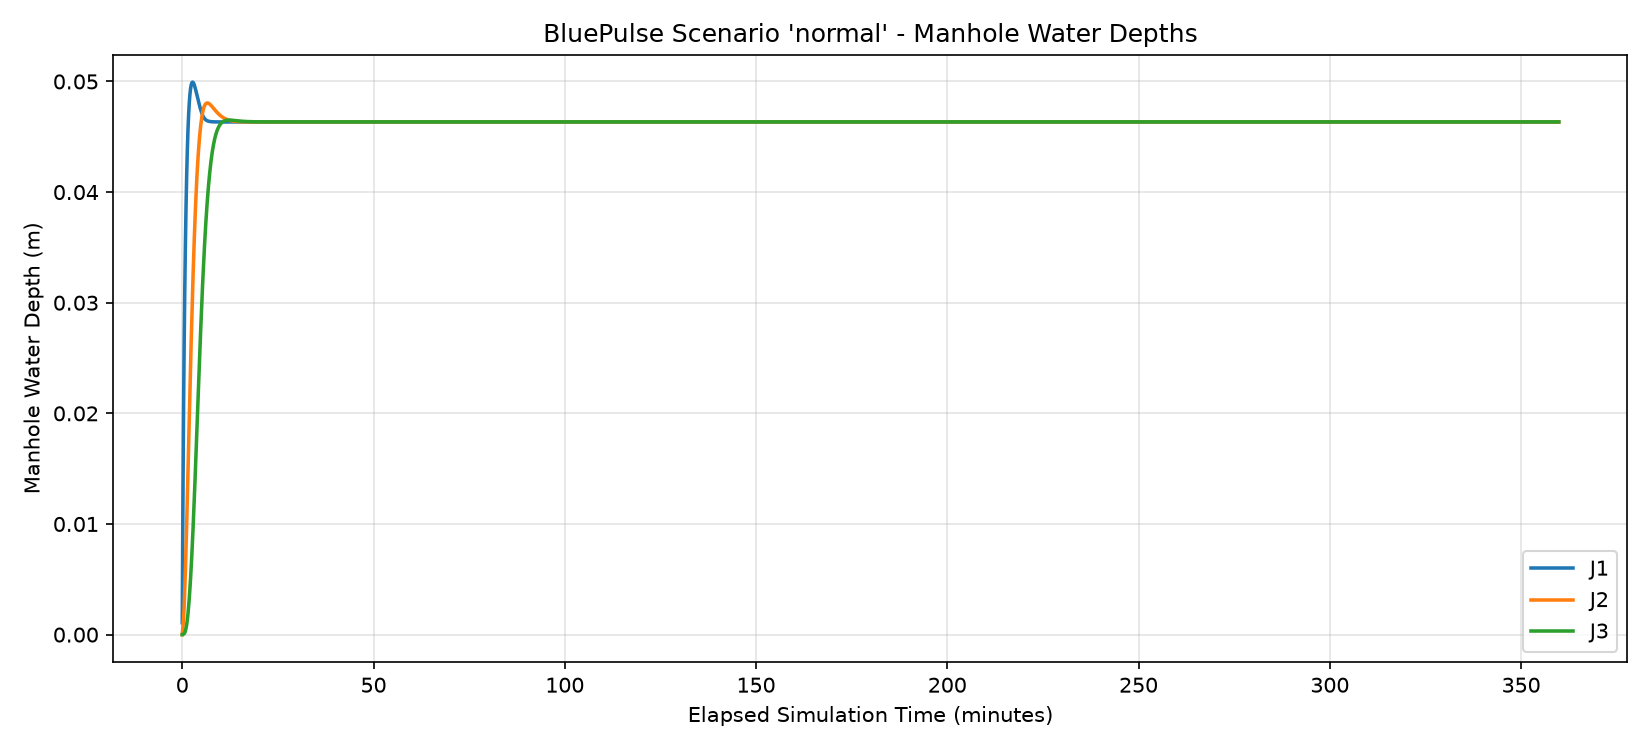 BluePulse Scenario 'normal' - Manhole Water Depths
Manhole Water Depth (m)
0.05
0.04
0.03
0.02
0.01
0.00
J1
J2
J3
0 50 100 150 200 250 300 350
Elapsed Simulation Time (minutes)